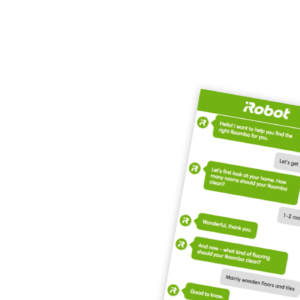 iRobot
Hello! I want to help you find the
right Roomba for you.
Let's get
Let's first look at your home. How
many rooms should your Roomba
clean?
1-2
Wonderful, thank you.
And now - what kind of flooring
should your Roomba clean?
Mainly wooden floors and tiles
Good to know.